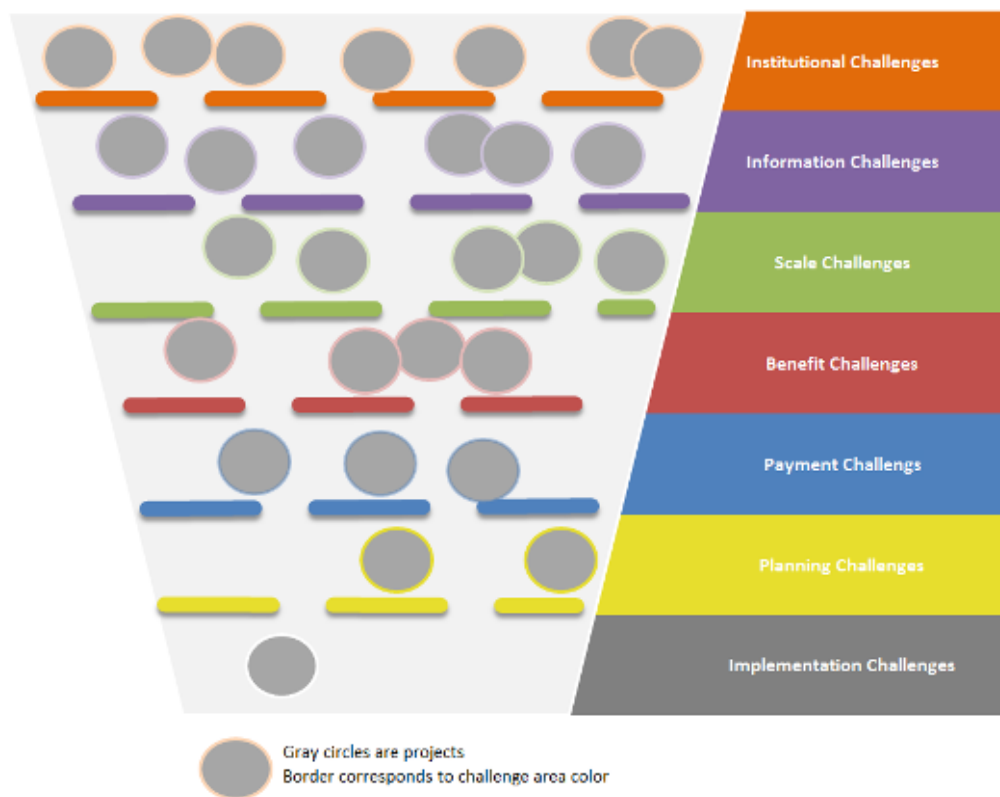 Institutional Challenges
Information Challenges
Scale Challenges
Benefit Challenges
Payment Challengs
Planning Challenges
Implementation Challenges
Gray circles are projects
Border corresponds to challenge area color